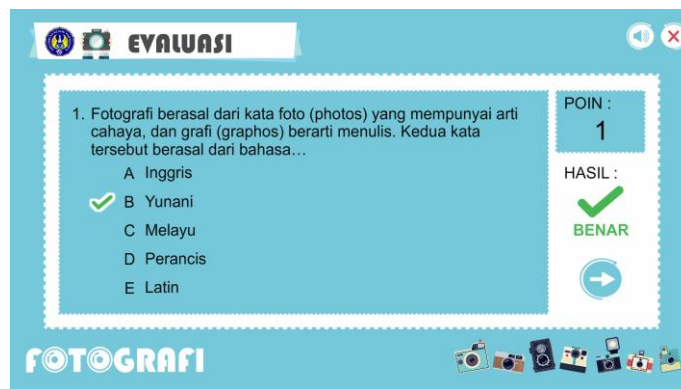 EVALUASI
1. Fotografi berasal dari kata foto (photos) yang mempunyai arti
cahaya, dan grafi (graphos) berarti menulis. Kedua kata
tersebut berasal dari bahasa…
A Inggris
B Yunani
C Melayu
D Perancis
E Latin
POIN :
1
HASIL :
BENAR
FOTOGRAFI